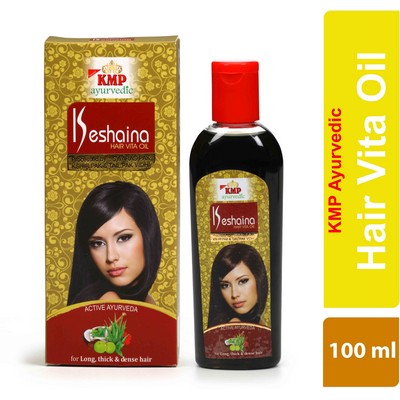 KMP
ayurvedic
Keshaina
HAIR VITA OIL
ACTIVE AYURVEDA
for Long, thick & dense hair
KMP
ayurvedic
Keshaina
HAIR VITA OIL
ACTIVE AYURVEDA
for Long, thick & dense hair
KMP Ayurvedic
Hair Vita Oil
100 ml